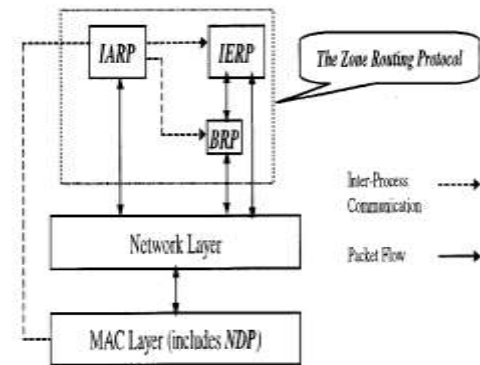 IARP
IERP
The Zone Routing Protocol
BRP
Inter-Process
Communication
Network Layer
Packet Flow
MAC Layer (includes NDP)